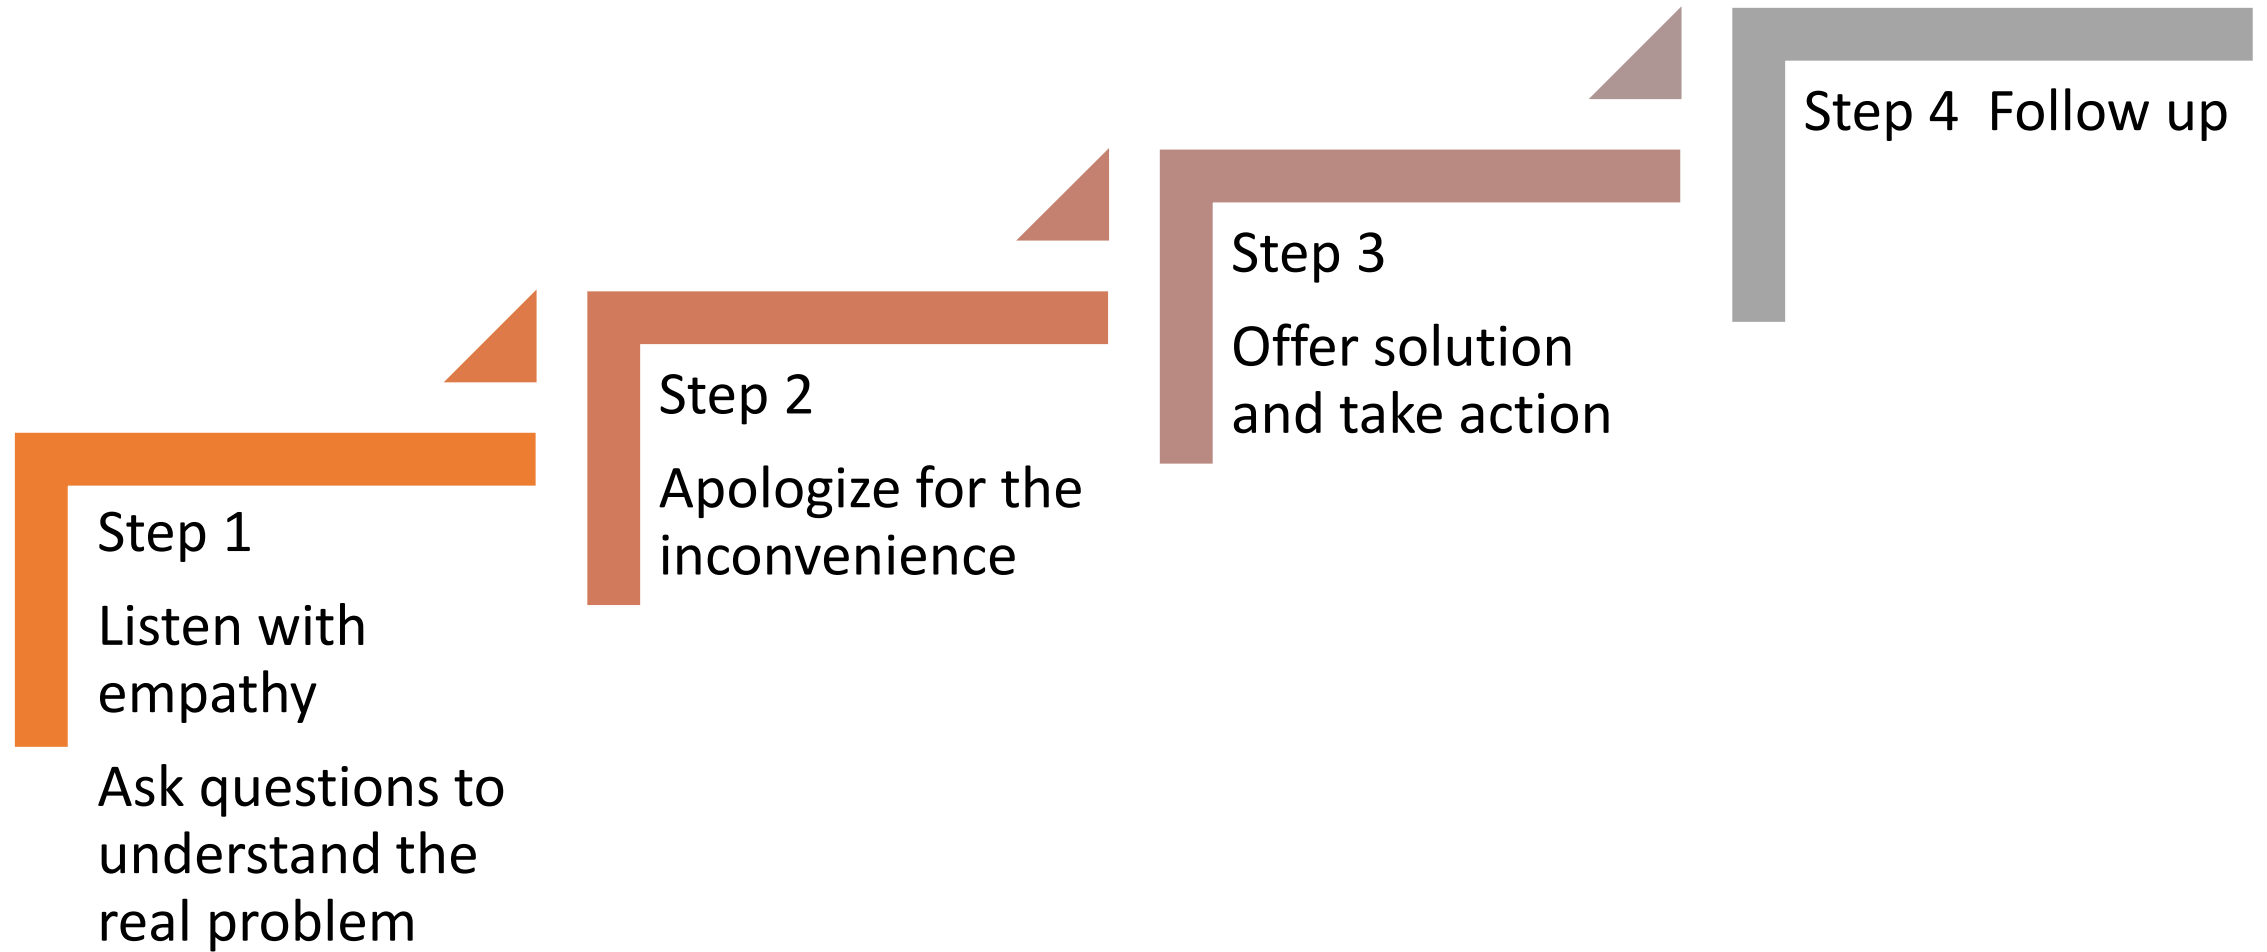 Step 1
Listen with
empathy
Ask questions to
understand the
real problem
Step 2
Apologize for the
inconvenience
Step 3
Offer solution
and take action
Step 4  Follow up